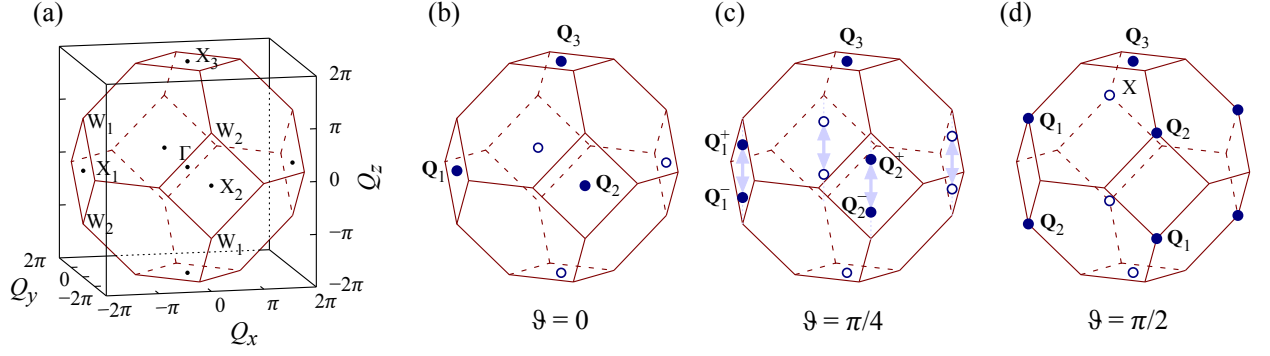 (a)
X3
2π
W1
π
W2
Γ
0
X1
X2
Qz
−π
W2
W1
−2π
2π
0
−2π
Qy
−2π
−π
0
π
2π
Qx
(b)
Q3
Q1
Q2
ϑ = 0
(c)
Q3
Q1+
Q2+
Q1−
Q2−
ϑ = π/4
(d)
Q3
X
Q1
Q2
Q2
Q1
ϑ = π/2